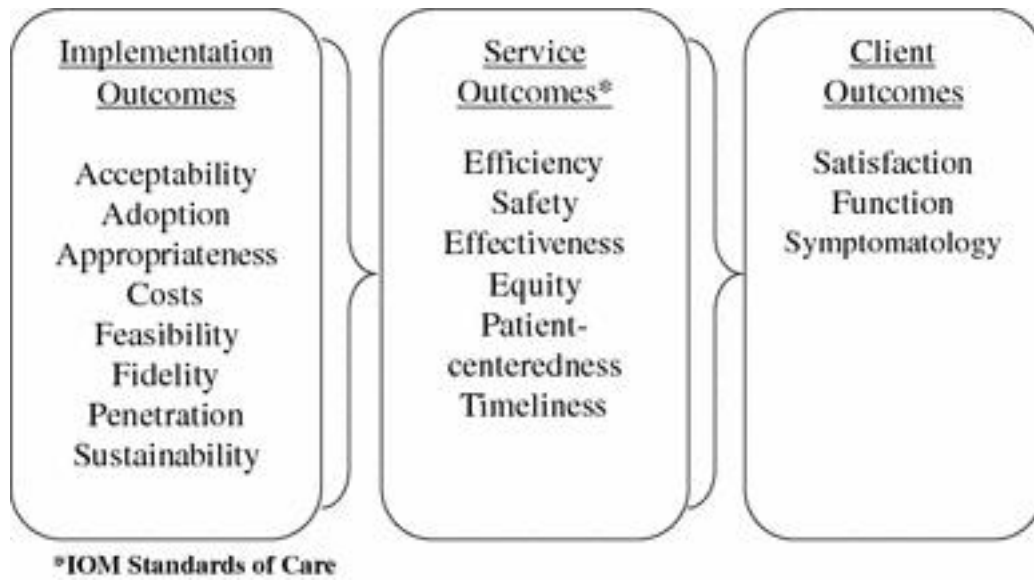 Implementation
Outcomes
Acceptability
Adoption
Appropriateness
Costs
Feasibility
Fidelity
Penetration
Sustainability
Service
Outcomes*
Efficiency
Safety
Effectiveness
Equity
Patient-
centeredness
Timeliness
Client
Outcomes
Satisfaction
Function
Symptomatology
*IOM Standards of Care